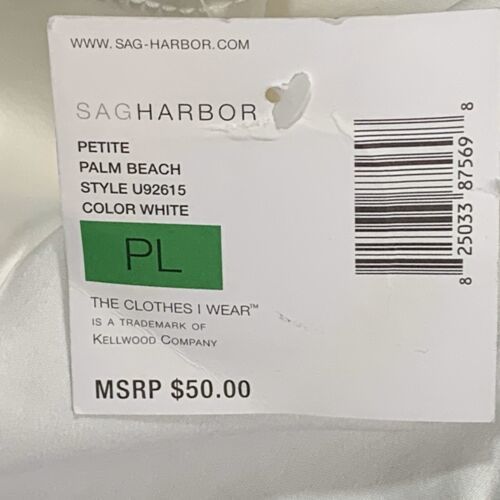 WWW.SAG-HARBOR.COM
SAGHARBOR
PETITE
PALM BEACH
STYLE U92615
COLOR WHITE
PL
THE CLOTHES I WEAR™
IS A TRADEMARK OF
KELLWOOD COMPANY
MSRP $50.00
8 25033 87569 8